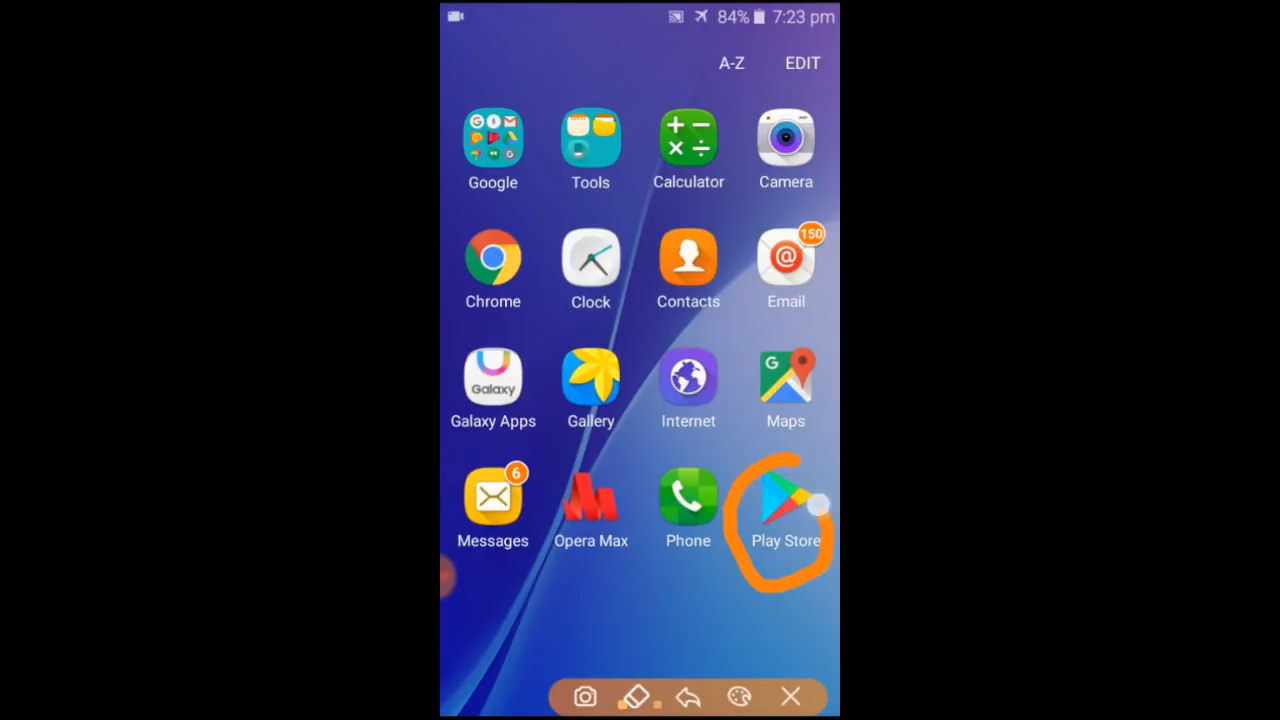 84% 7:23 pm
A-Z EDIT
Google Tools Calculator Camera
150
Chrome Clock Contacts Email
G
Galaxy
Galaxy Apps Gallery Internet Maps
6
Messages Opera Max Phone Play Store